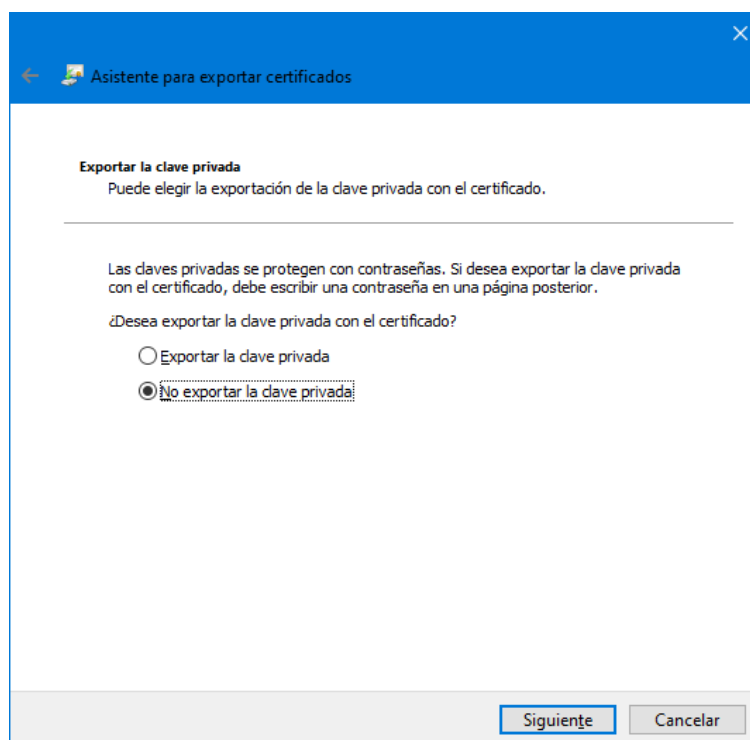 Asistente para exportar certificados
Exportar la clave privada
Puede elegir la exportación de la clave privada con el certificado.
Las claves privadas se protegen con contraseñas. Si desea exportar la clave privada
con el certificado, debe escribir una contraseña en una página posterior.
¿Desea exportar la clave privada con el certificado?
Exportar la clave privada
No exportar la clave privada
Siguiente Cancelar